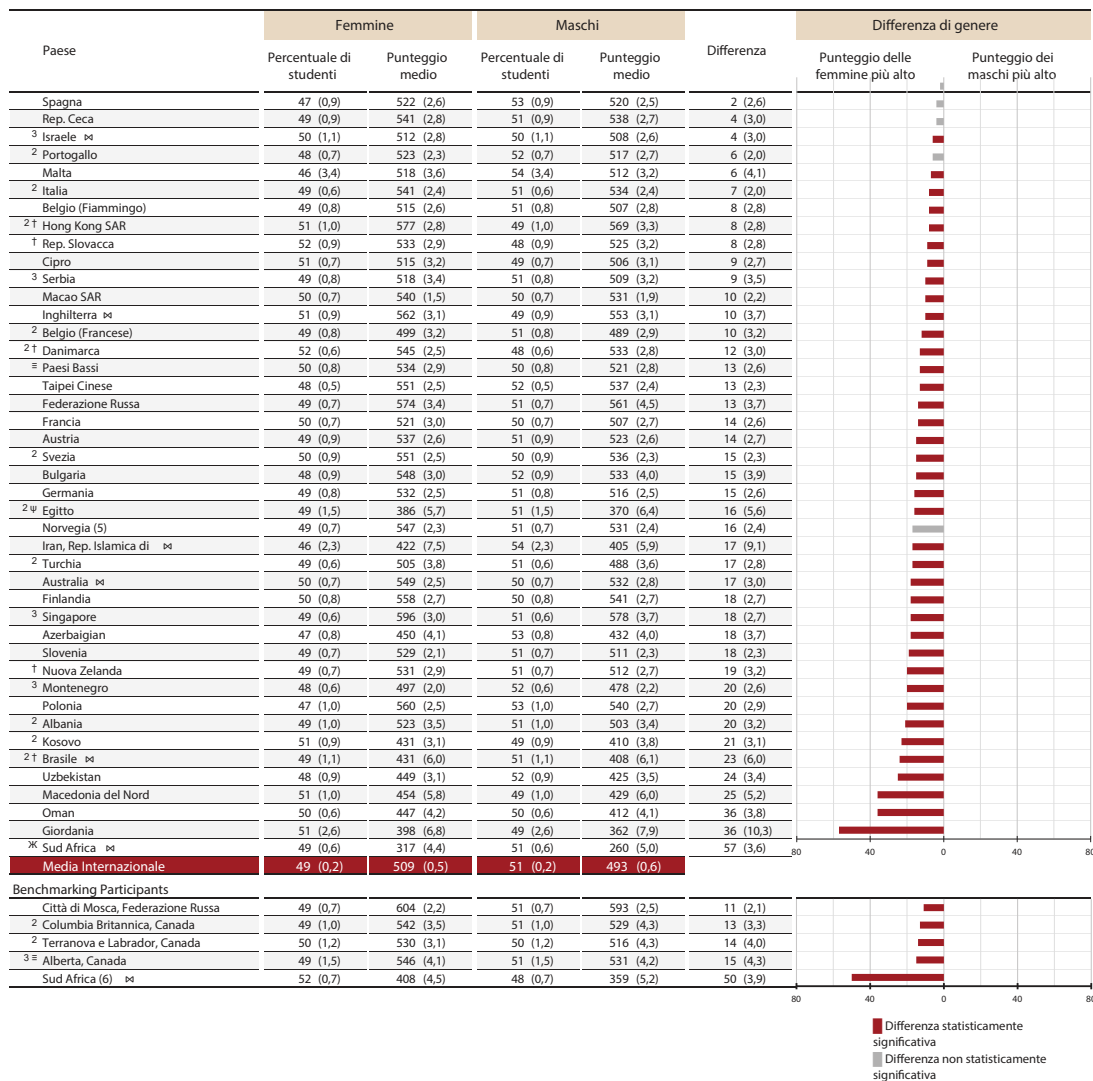 Paese Femmine Maschi Differenza Differenza di genere
Percentuale di studenti Punteggio medio Percentuale di studenti Punteggio medio Punteggio delle femmine più alto Punteggio dei maschi più alto
Spagna 47 (0,9) 522 (2,6) 53 (0,9) 520 (2,5) 2 (2,6)
Rep. Ceca 49 (0,9) 541 (2,8) 51 (0,9) 538 (2,7) 4 (3,0)
3 Israele ⋈ 50 (1,1) 512 (2,8) 50 (1,1) 508 (2,6) 4 (3,0)
2 Portogallo 48 (0,7) 523 (2,3) 52 (0,7) 517 (2,7) 6 (2,0)
Malta 46 (3,4) 518 (3,6) 54 (3,4) 512 (3,2) 6 (4,1)
2 Italia 49 (0,6) 541 (2,4) 51 (0,6) 534 (2,4) 7 (2,0)
Belgio (Fiammingo) 49 (0,8) 515 (2,6) 51 (0,8) 507 (2,8) 8 (2,8)
2 † Hong Kong SAR 51 (1,0) 577 (2,8) 49 (1,0) 569 (3,3) 8 (2,8)
† Rep. Slovacca 52 (0,9) 533 (2,9) 48 (0,9) 525 (3,2) 8 (2,8)
Cipro 51 (0,7) 515 (3,2) 49 (0,7) 506 (3,1) 9 (2,7)
3 Serbia 49 (0,8) 518 (3,4) 51 (0,8) 509 (3,2) 9 (3,5)
Macao SAR 50 (0,7) 540 (1,5) 50 (0,7) 531 (1,9) 10 (2,2)
Inghilterra ⋈ 51 (0,9) 562 (3,1) 49 (0,9) 553 (3,1) 10 (3,7)
2 Belgio (Francese) 49 (0,8) 499 (3,2) 51 (0,8) 489 (2,9) 10 (3,2)
2 † Danimarca 52 (0,6) 545 (2,5) 48 (0,6) 533 (2,8) 12 (3,0)
≡ Paesi Bassi 50 (0,8) 534 (2,9) 50 (0,8) 521 (2,8) 13 (2,6)
Taipei Cinese 48 (0,5) 551 (2,5) 52 (0,5) 537 (2,4) 13 (2,3)
Federazione Russa 49 (0,7) 574 (3,4) 51 (0,7) 561 (4,5) 13 (3,7)
Francia 50 (0,7) 521 (3,0) 50 (0,7) 507 (2,7) 14 (2,6)
Austria 49 (0,9) 537 (2,6) 51 (0,9) 523 (2,6) 14 (2,7)
2 Svezia 50 (0,9) 551 (2,5) 50 (0,9) 536 (2,3) 15 (2,3)
Bulgaria 48 (0,9) 548 (3,0) 52 (0,9) 533 (4,0) 15 (3,9)
Germania 49 (0,8) 532 (2,5) 51 (0,8) 516 (2,5) 15 (2,6)
2 ψ Egitto 49 (1,5) 386 (5,7) 51 (1,5) 370 (6,4) 16 (5,6)
Norvegia (5) 49 (0,7) 547 (2,3) 51 (0,7) 531 (2,4) 16 (2,4)
Iran, Rep. Islamica di ⋈ 46 (2,3) 422 (7,5) 54 (2,3) 405 (5,9) 17 (9,1)
2 Turchia 49 (0,6) 505 (3,8) 51 (0,6) 488 (3,6) 17 (2,8)
Australia ⋈ 50 (0,7) 549 (2,5) 50 (0,7) 532 (2,8) 17 (3,0)
Finlandia 50 (0,8) 558 (2,7) 50 (0,8) 541 (2,7) 18 (2,7)
3 Singapore 49 (0,6) 596 (3,0) 51 (0,6) 578 (3,7) 18 (2,7)
Azerbaigian 47 (0,8) 450 (4,1) 53 (0,8) 432 (4,0) 18 (3,7)
Slovenia 49 (0,7) 529 (2,1) 51 (0,7) 511 (2,3) 18 (2,3)
† Nuova Zelanda 49 (0,7) 531 (2,9) 51 (0,7) 512 (2,7) 19 (3,2)
3 Montenegro 48 (0,6) 497 (2,0) 52 (0,6) 478 (2,2) 20 (2,6)
Polonia 47 (1,0) 560 (2,5) 53 (1,0) 540 (2,7) 20 (2,9)
2 Albania 49 (1,0) 523 (3,5) 51 (1,0) 503 (3,4) 20 (3,2)
2 Kosovo 51 (0,9) 431 (3,1) 49 (0,9) 410 (3,8) 21 (3,1)
2 † Brasile ⋈ 49 (1,1) 431 (6,0) 51 (1,1) 408 (6,1) 23 (6,0)
Uzbekistan 48 (0,9) 449 (3,1) 52 (0,9) 425 (3,5) 24 (3,4)
Macedonia del Nord 51 (1,0) 454 (5,8) 49 (1,0) 429 (6,0) 25 (5,2)
Oman 50 (0,6) 447 (4,2) 50 (0,6) 412 (4,1) 36 (3,8)
Giordania 51 (2,6) 398 (6,8) 49 (2,6) 362 (7,9) 36 (10,3)
Ж Sud Africa ⋈ 49 (0,6) 317 (4,4) 51 (0,6) 260 (5,0) 57 (3,6)
80 40 0 40 80
Media Internazionale 49 (0,2) 509 (0,5) 51 (0,2) 493 (0,6)
Benchmarking Participants
Città di Mosca, Federazione Russa 49 (0,7) 604 (2,2) 51 (0,7) 593 (2,5) 11 (2,1)
2 Columbia Britannica, Canada 49 (1,0) 542 (3,5) 51 (1,0) 529 (4,3) 13 (3,3)
2 Terranova e Labrador, Canada 50 (1,2) 530 (3,1) 50 (1,2) 516 (4,3) 14 (4,0)
3 ≡ Alberta, Canada 49 (1,5) 546 (4,1) 51 (1,5) 531 (4,2) 15 (4,3)
Sud Africa (6) ⋈ 52 (0,7) 408 (4,5) 48 (0,7) 359 (5,2) 50 (3,9)
80 40 0 40 80
Differenza statisticamente
significativa
Differenza non statisticamente
significativa